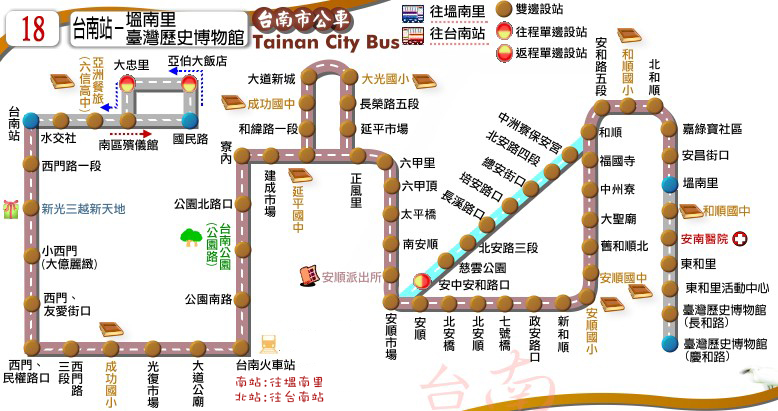 18
台南站–塭南里
臺灣歷史博物館
台南市公車
Tainan City Bus
往塭南里
往台南站
雙邊設站
往程單邊設站
返程單邊設站
台南站
水交社
亞洲餐旅
(六信高中)
大忠里
亞伯大飯店
南區殯儀館
國民路
西門路一段
新光三越新天地
小西門
(大億麗緻)
西門、
友愛街口
西門、
民權路口
西門路
三段
成功國小
光復市場
大道公廟
台南火車站
南站:往塭南里
北站:往台南站
公園南路
台南公園
(公園路)
公園北路口
寮內
建成市場
延平國中
和緯路一段
成功國中
大道新城
大光國小
長榮路五段
延平市場
正風里
六甲里
六甲頂
太平橋
南安順
安順派出所
安順市場
安順
北安橋
北安順
七號橋
政安路口
新和順
安順國小
安順國中
舊和順北
大聖廟
中州寮
福國寺
和順
中洲寮保安宮
北安路四段
總安街口
培安路口
長溪路口
北安路三段
慈雲公園
安中安和路口
安和路五段
和順國小
北和順
嘉綠寶社區
安昌街口
塭南里
和順國中
安南醫院
東和里
東和里活動中心
臺灣歷史博物館
(長和路)
臺灣歷史博物館
(慶和路)
台南